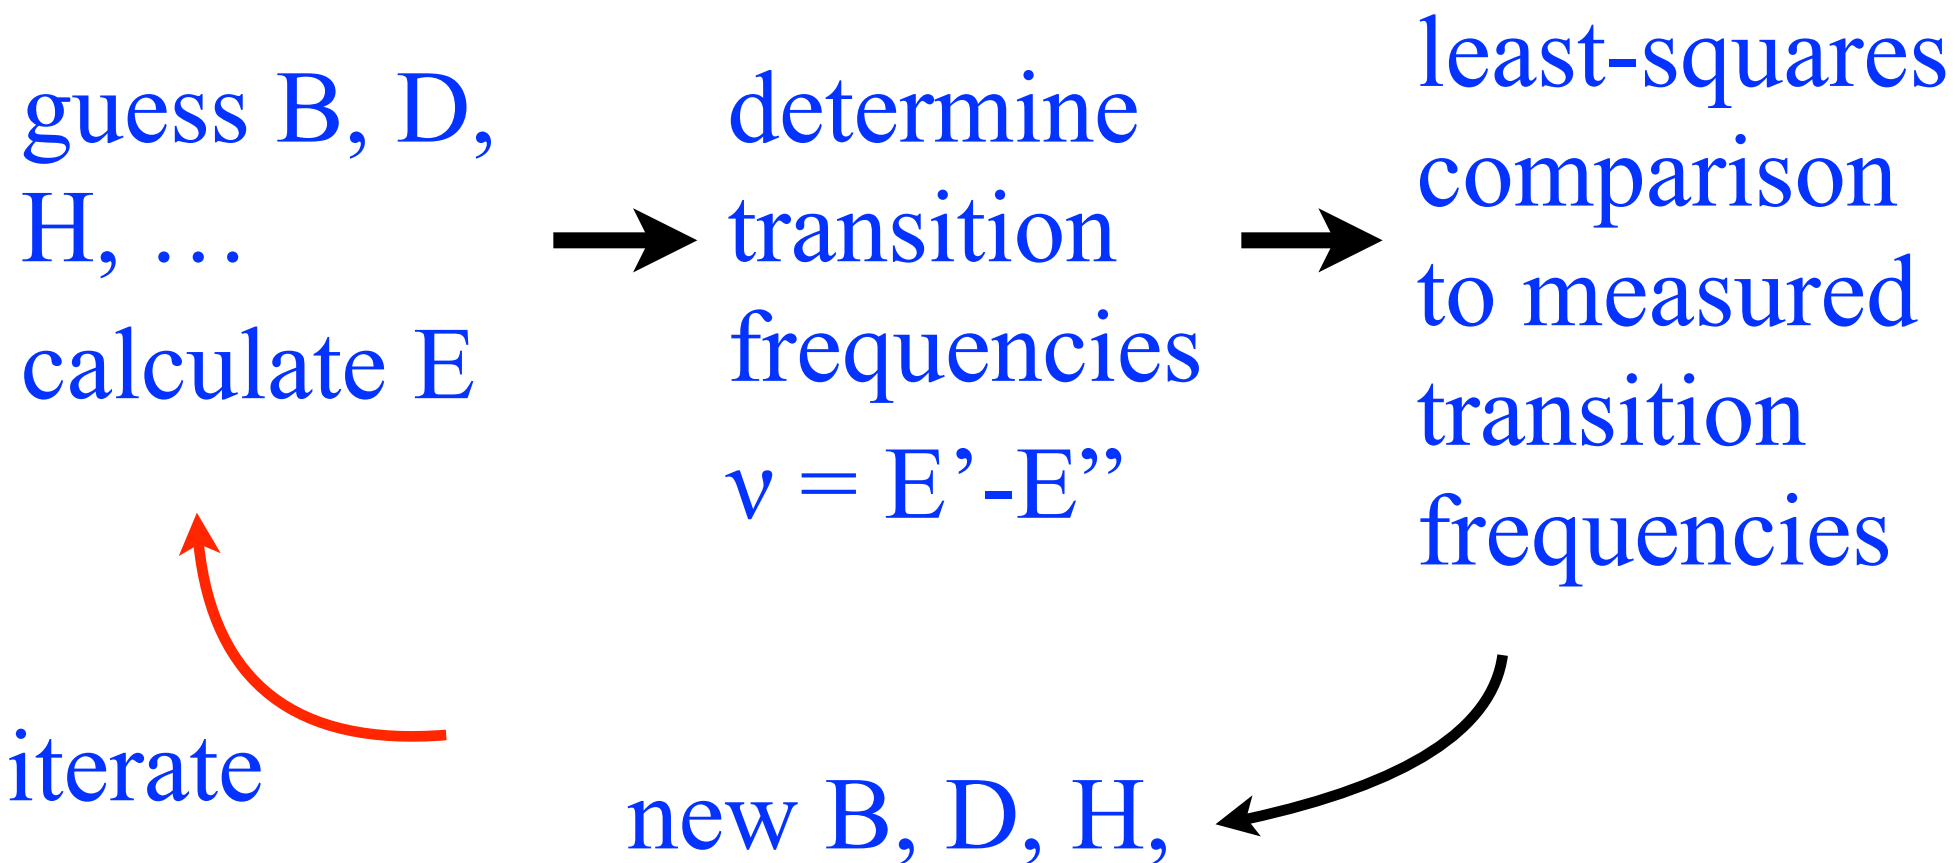 guess B, D,
H, …
calculate E
determine
transition
frequencies
ν = E’-E”
least-squares
comparison
to measured
transition
frequencies
new B, D, H,
iterate